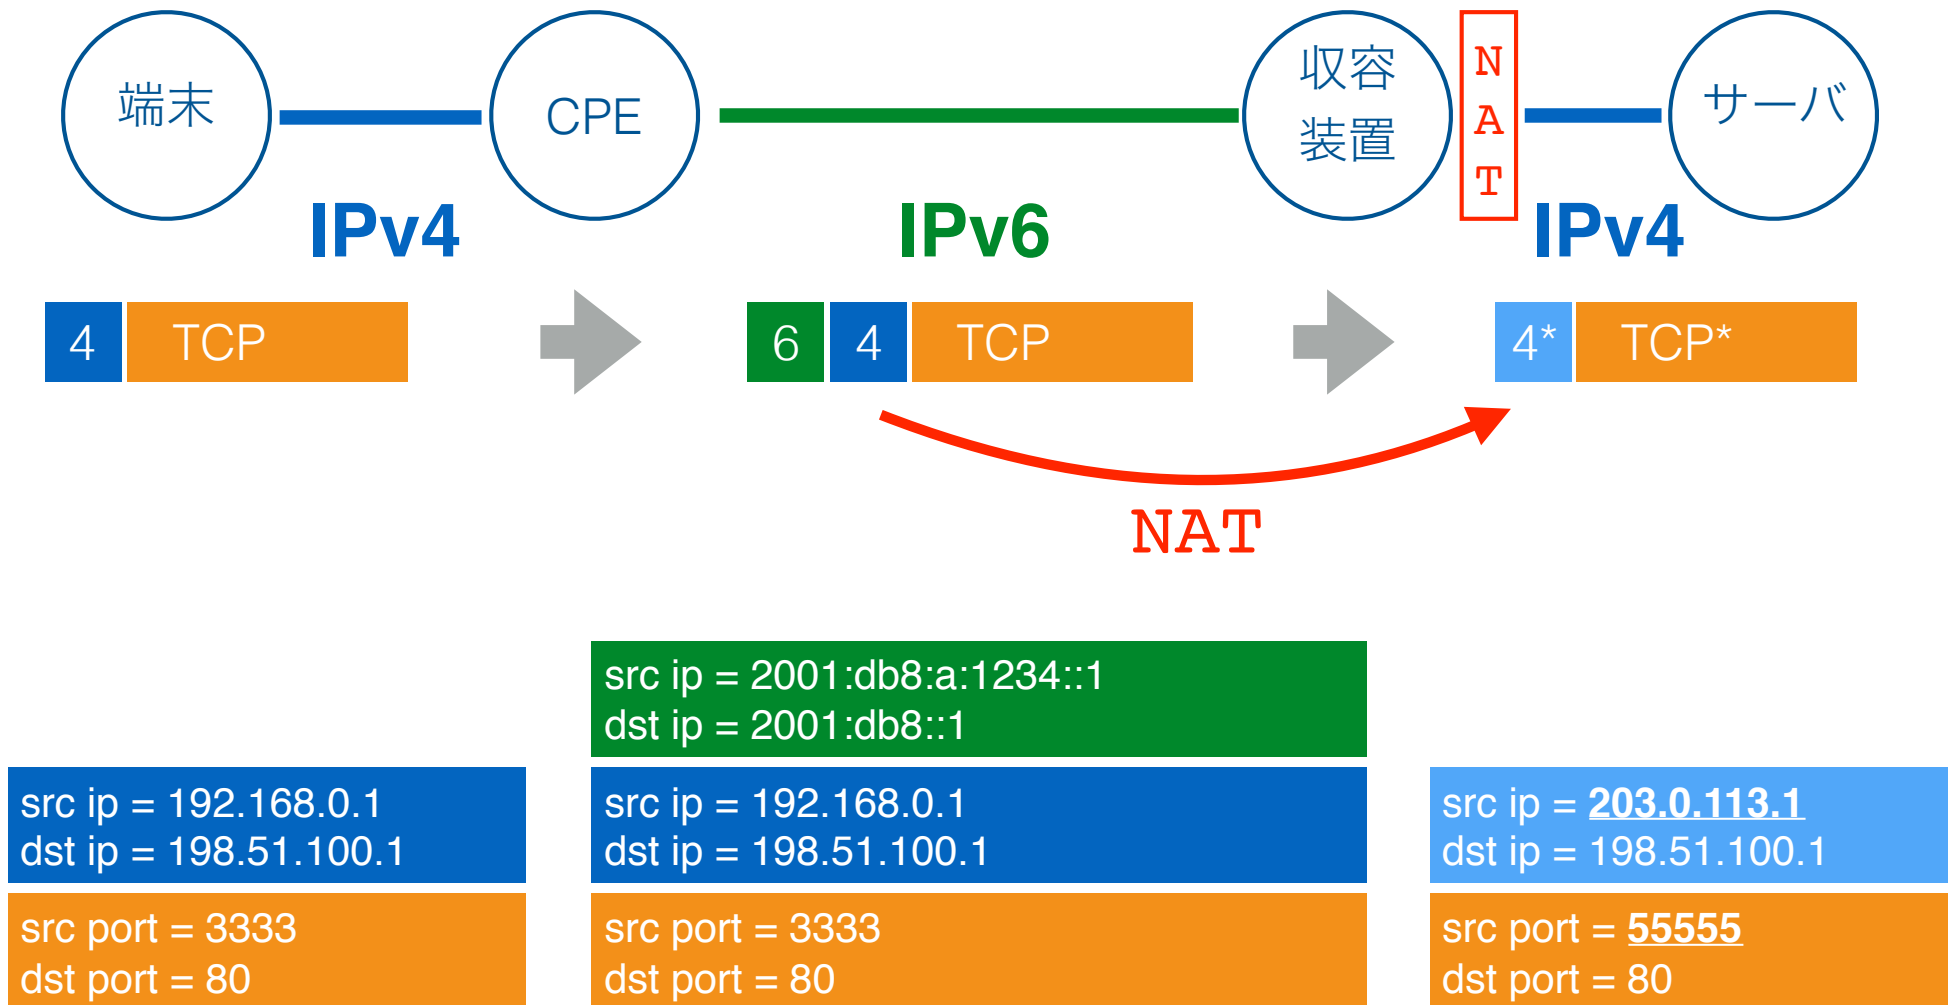 端末
CPE
収容
装置
N
A
T
サーバ
IPv4
IPv6
IPv4
4 TCP
6 4 TCP
4* TCP*
NAT
src ip = 2001:db8:a:1234::1
dst ip = 2001:db8::1
src ip = 192.168.0.1
dst ip = 198.51.100.1
src port = 3333
dst port = 80
src ip = 192.168.0.1
dst ip = 198.51.100.1
src port = 3333
dst port = 80
src ip = 203.0.113.1
dst ip = 198.51.100.1
src port = 55555
dst port = 80